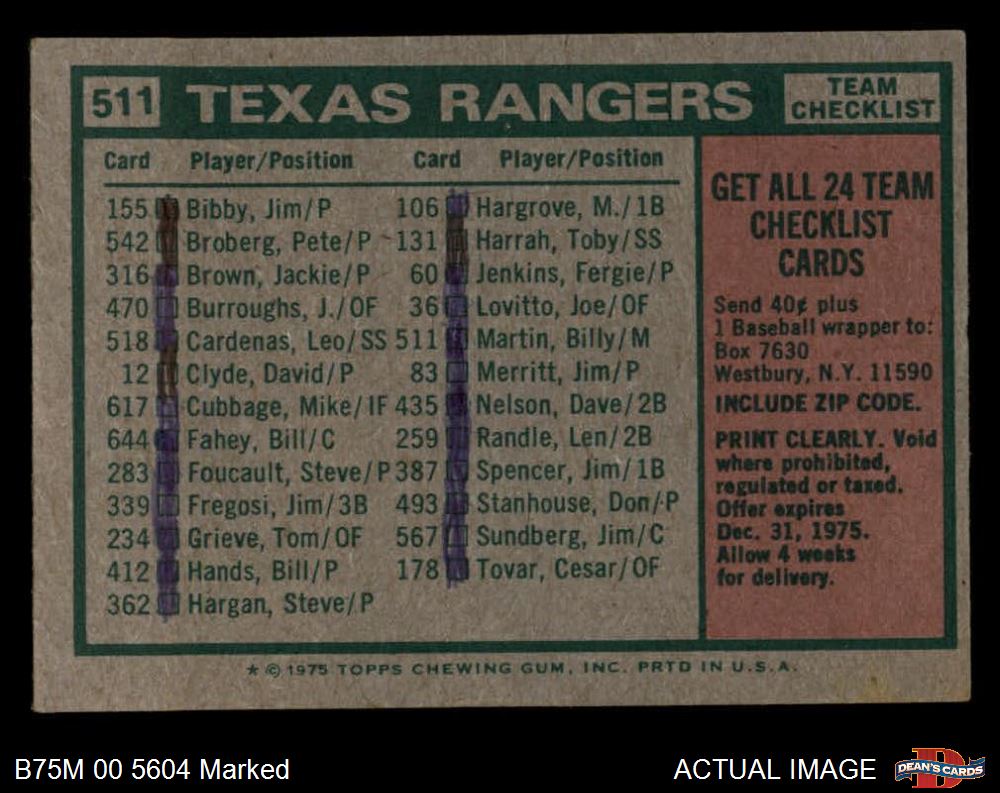 511 TEXAS RANGERS TEAM CHECKLIST
Card Player/Position Card Player/Position
155 Bibby, Jim/P 106 Hargrove, M./1B
542 Broberg, Pete/P 131 Harrah, Toby/SS
316 Brown, Jackie/P 60 Jenkins, Fergie/P
470 Burroughs, J./OF 36 Lovitto, Joe/OF
518 Cardenas, Leo/SS 511 Martin, Billy/M
12 Clyde, David/P 83 Merritt, Jim/P
617 Cubbage, Mike/IF 435 Nelson, Dave/2B
644 Fahey, Bill/C 259 Randle, Len/2B
283 Foucault, Steve/P 387 Spencer, Jim/1B
339 Fregosi, Jim/3B 493 Stanhouse, Don/P
234 Grieve, Tom/OF 567 Sundberg, Jim/C
412 Hands, Bill/P 178 Tovar, Cesar/OF
362 Hargan, Steve/P
GET ALL 24 TEAM
CHECKLIST
CARDS
Send 40¢ plus
1 Baseball wrapper to:
Box 7630
Westbury, N.Y. 11590
INCLUDE ZIP CODE.
PRINT CLEARLY. Void
where prohibited,
regulated or taxed.
Offer expires
Dec. 31, 1975.
Allow 4 weeks
for delivery.
* © 1975 TOPPS CHEWING GUM, INC. PRTD IN U.S.A.
B75M 00 5604 Marked
ACTUAL IMAGE
D
DEAN'S CARDS